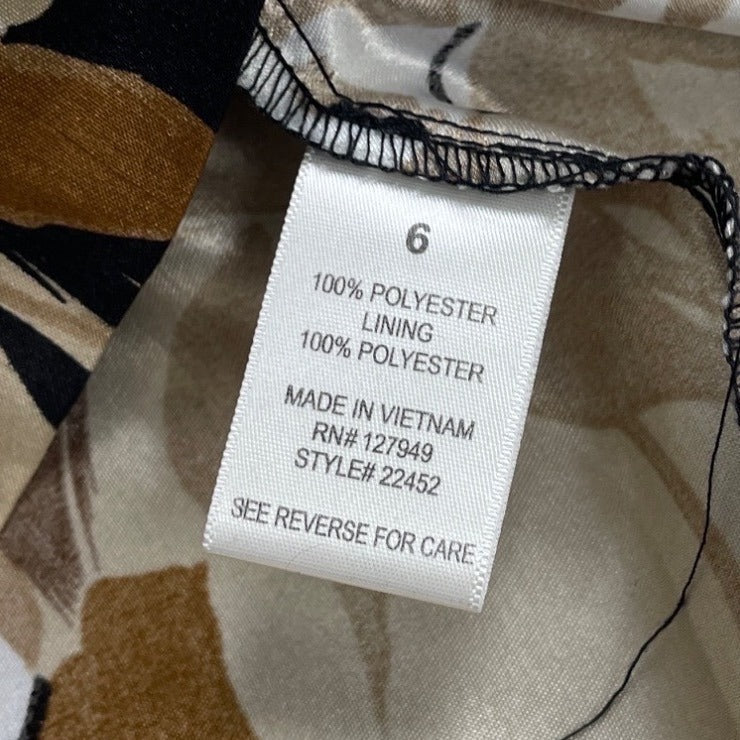 6
100% POLYESTER
LINING
100% POLYESTER
MADE IN VIETNAM
RN# 127949
STYLE# 22452
SEE REVERSE FOR CARE